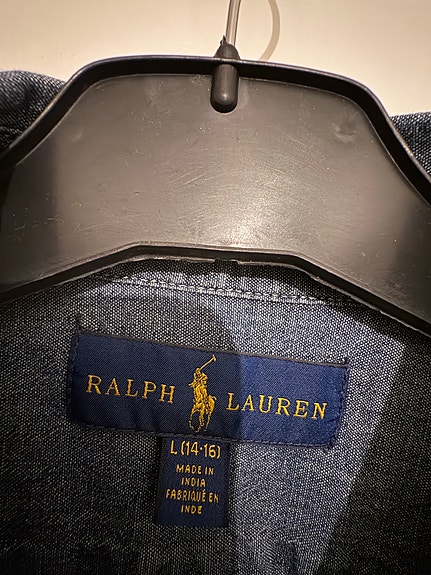 RALPH LAUREN
L (14-16)
MADE IN
INDIA
FABRIQUÉ EN
INDE